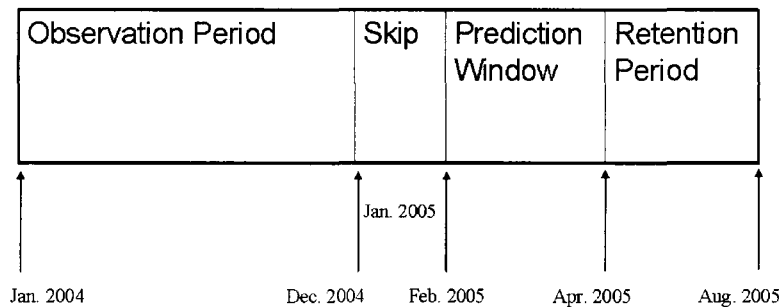 Observation Period
Skip
Prediction
Window
Retention
Period
Jan. 2005
Jan. 2004
Dec. 2004
Feb. 2005
Apr. 2005
Aug. 2005